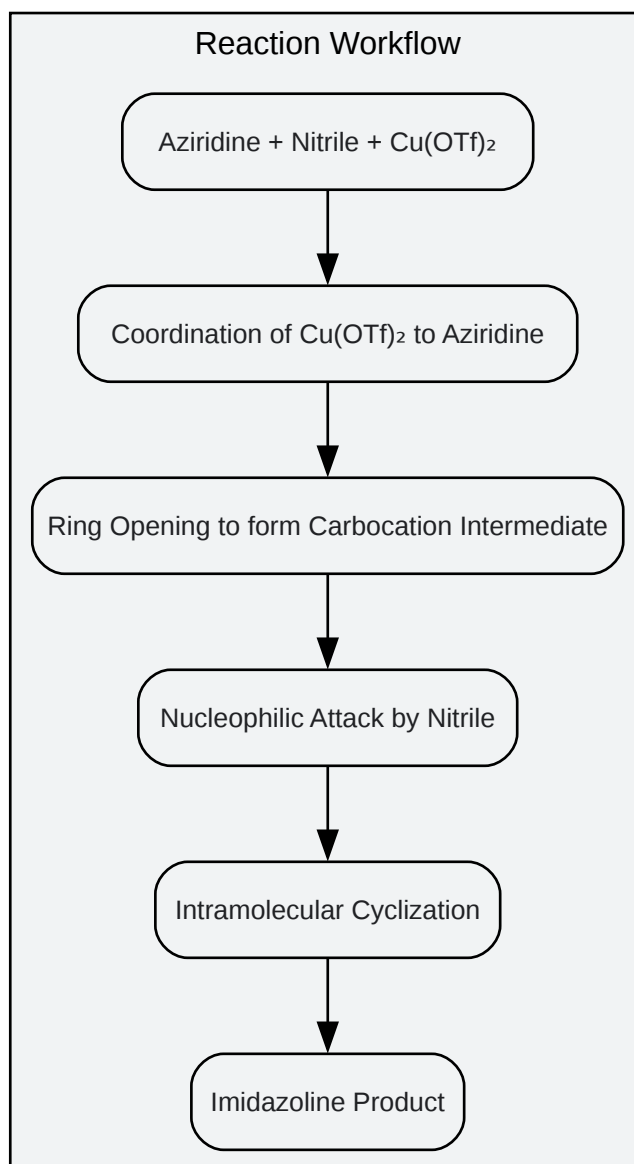 Reaction Workflow
Aziridine + Nitrile + Cu(OTf)₂
Coordination of Cu(OTf)₂ to Aziridine
Ring Opening to form Carbocation Intermediate
Nucleophilic Attack by Nitrile
Intramolecular Cyclization
Imidazoline Product